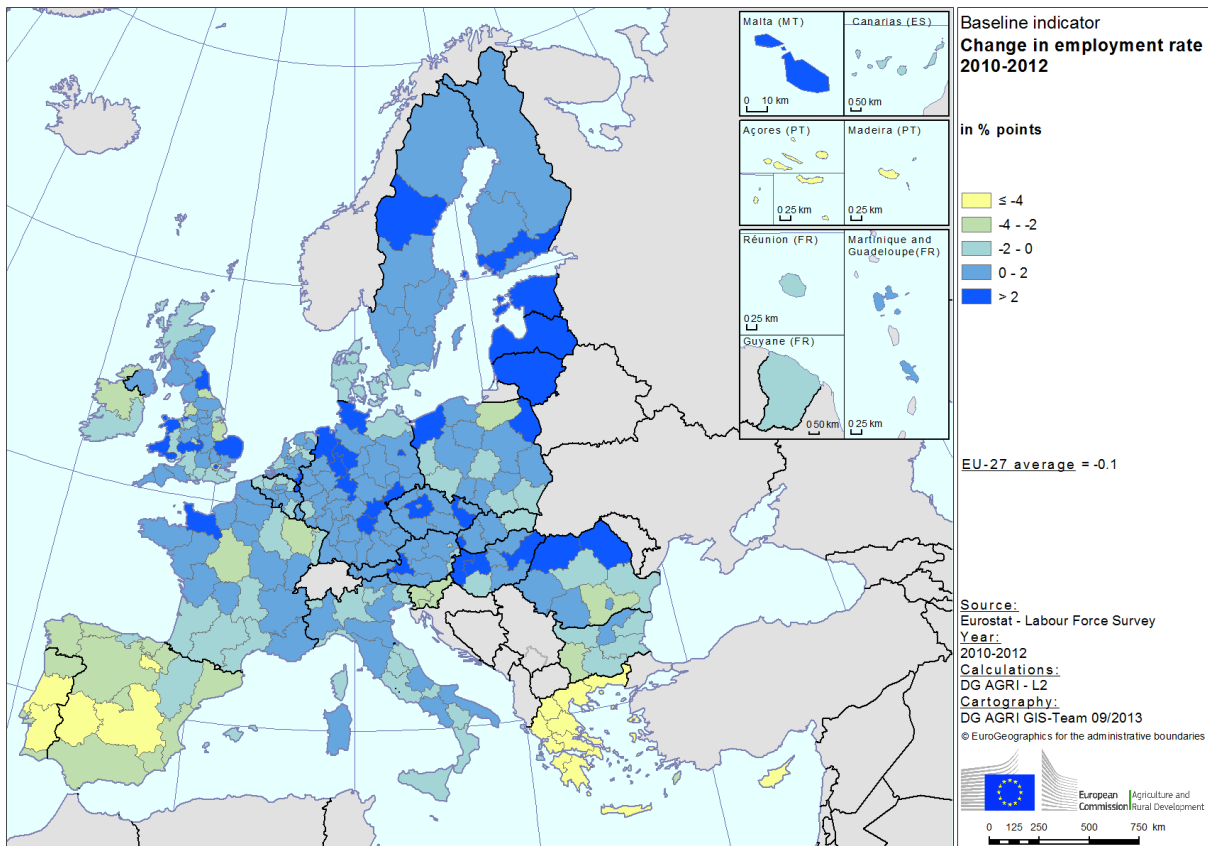 Malta (MT)
0 10 km
Canarias (ES)
0 50 km
Açores (PT)
0 25 km
Madeira (PT)
0 25 km
Réunion (FR)
0 25 km
Martinique and
Guadeloupe(FR)
0 25 km
Guyane (FR)
0 50 km
Baseline indicator
Change in employment rate
2010-2012
in % points
≤ -4
-4 - -2
-2 - 0
0 - 2
> 2
EU-27 average = -0.1
Source:
Eurostat - Labour Force Survey
Year:
2010-2012
Calculations:
DG AGRI - L2
Cartography:
DG AGRI GIS-Team 09/2013
© EuroGeographics for the administrative boundaries
European
Commission
Agriculture and
Rural Development
0 125 250 500 750 km